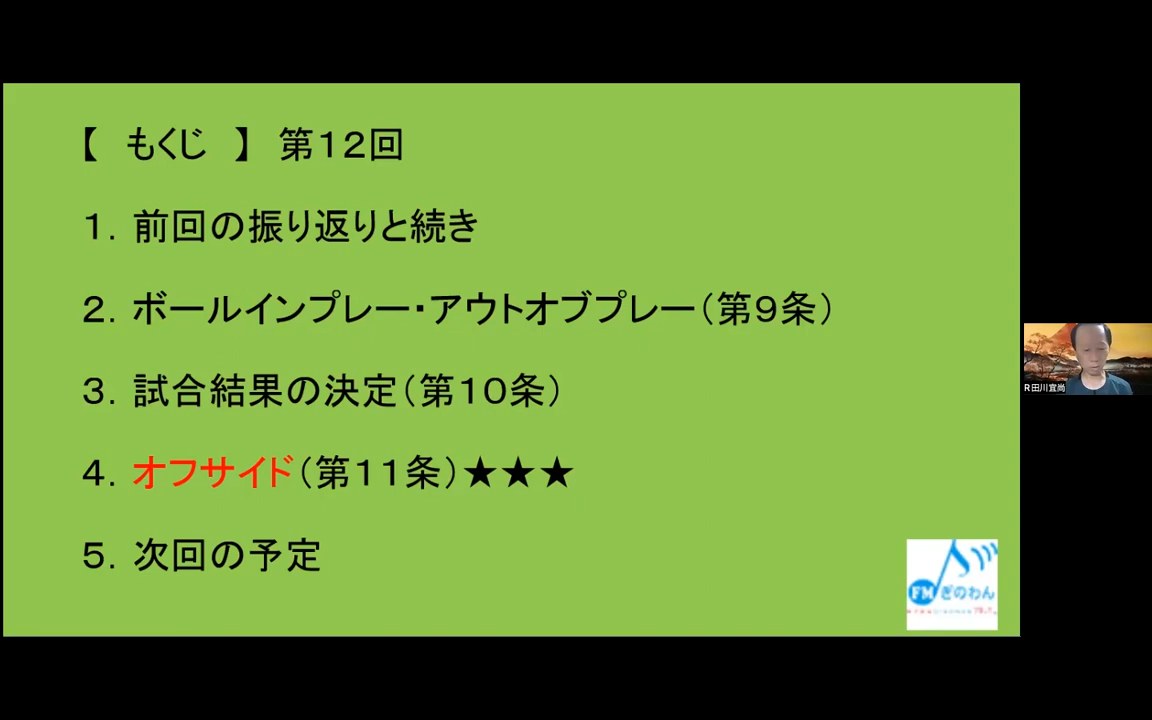 【 もくじ 】 第１２回
１．前回の振り返りと続き
２．ボールインプレー・アウトオブプレー（第９条）
３．試合結果の決定（第１０条）
４．オフサイド（第１１条）★★★
５．次回の予定
FMぎのわん
R田川宜尚